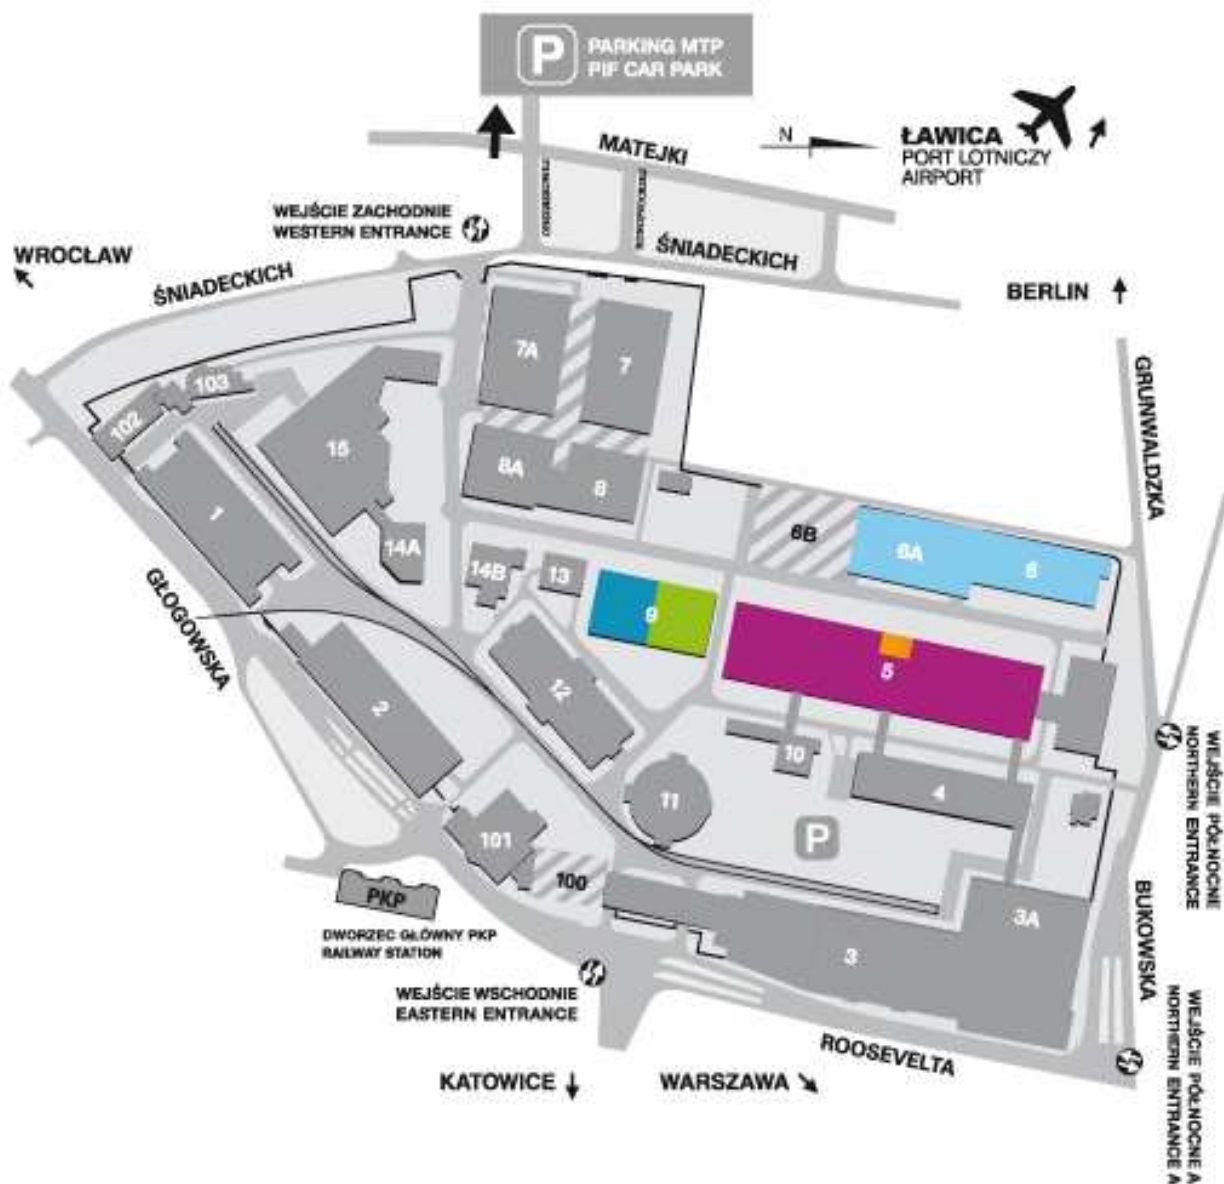 P
PARKING MTP
PIF CAR PARK
N
ŁAWICA
PORT LOTNICZY
AIRPORT
MATEJKI
WEJŚCIE ZACHODNIE
WESTERN ENTRANCE
ŚNIADECKICH
WROCŁAW
ŚNIADECKICH
BERLIN
7A
7
103
102
GRUNWALDZKA
15
8A
8
1
6B
6A
6
14A
14B
13
9
GŁOGOWSKA
5
12
2
10
WEJŚCIE PÓŁNOCNE
NORTHERN ENTRANCE
4
11
P
101
100
PKP
3A
BUKOWSKA
DWORZEC GŁÓWNY PKP
RAILWAY STATION
3
WEJŚCIE WSCHODNIE
EASTERN ENTRANCE
ROOSEVELTA
WEJŚCIE PÓŁNOCNE A
NORTHERN ENTRANCE A
KATOWICE
WARSZAWA